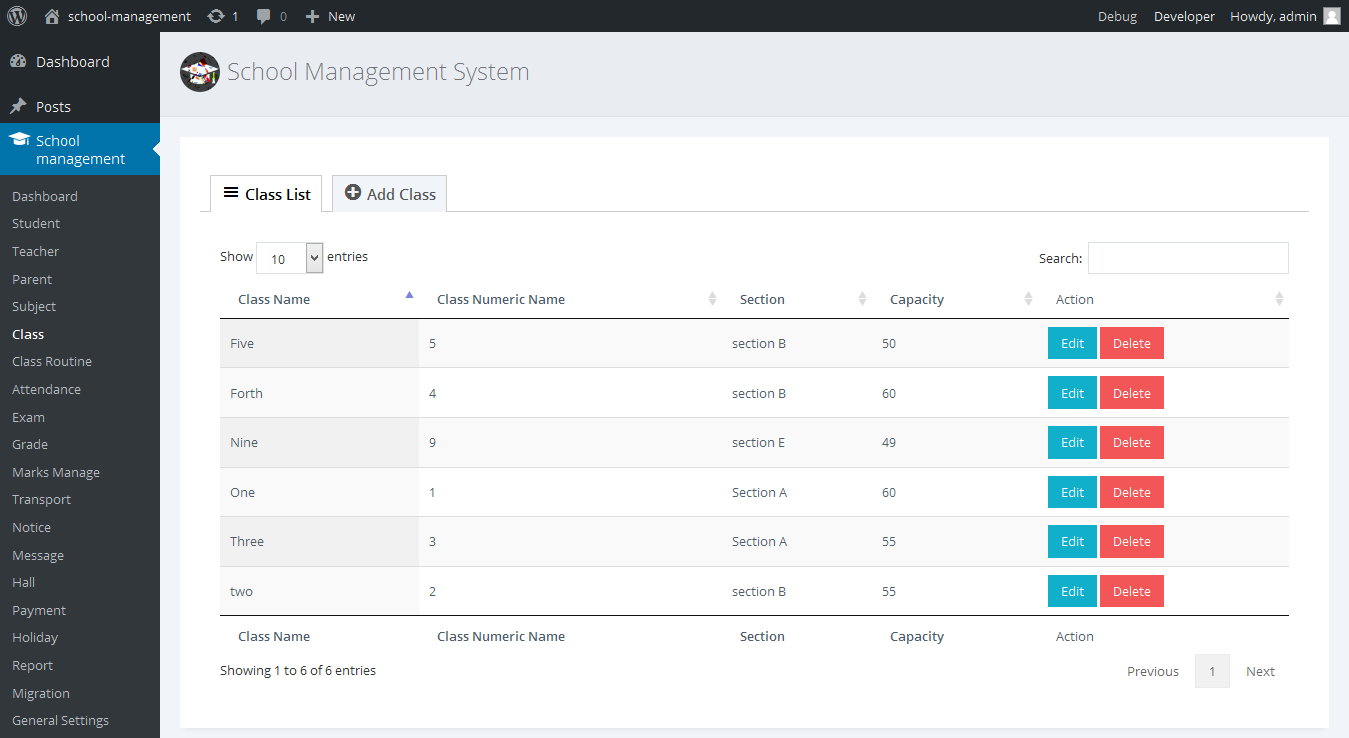 school-management 1 0 New Debug Developer Howdy, admin
Dashboard
Posts
School
management
Dashboard
Student
Teacher
Parent
Subject
Class
Class Routine
Attendance
Exam
Grade
Marks Manage
Transport
Notice
Message
Hall
Payment
Holiday
Report
Migration
General Settings
School Management System
Class List Add Class
Show 10 entries Search:
Class Name Class Numeric Name Section Capacity Action
Five 5 section B 50 Edit Delete
Forth 4 section B 60 Edit Delete
Nine 9 section E 49 Edit Delete
One 1 Section A 60 Edit Delete
Three 3 Section A 55 Edit Delete
two 2 section B 55 Edit Delete
Class Name Class Numeric Name Section Capacity Action
Showing 1 to 6 of 6 entries Previous 1 Next